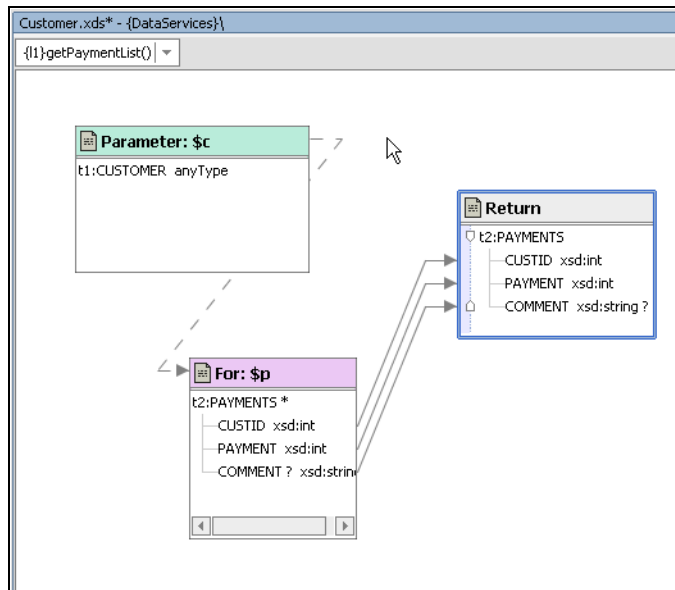 Customer.xds* - {DataServices}\
{l1}getPaymentList()
Parameter: $c
t1:CUSTOMER anyType
Return
t2:PAYMENTS
CUSTID xsd:int
PAYMENT xsd:int
COMMENT xsd:string ?
For: $p
t2:PAYMENTS *
CUSTID xsd:int
PAYMENT xsd:int
COMMENT ? xsd:string